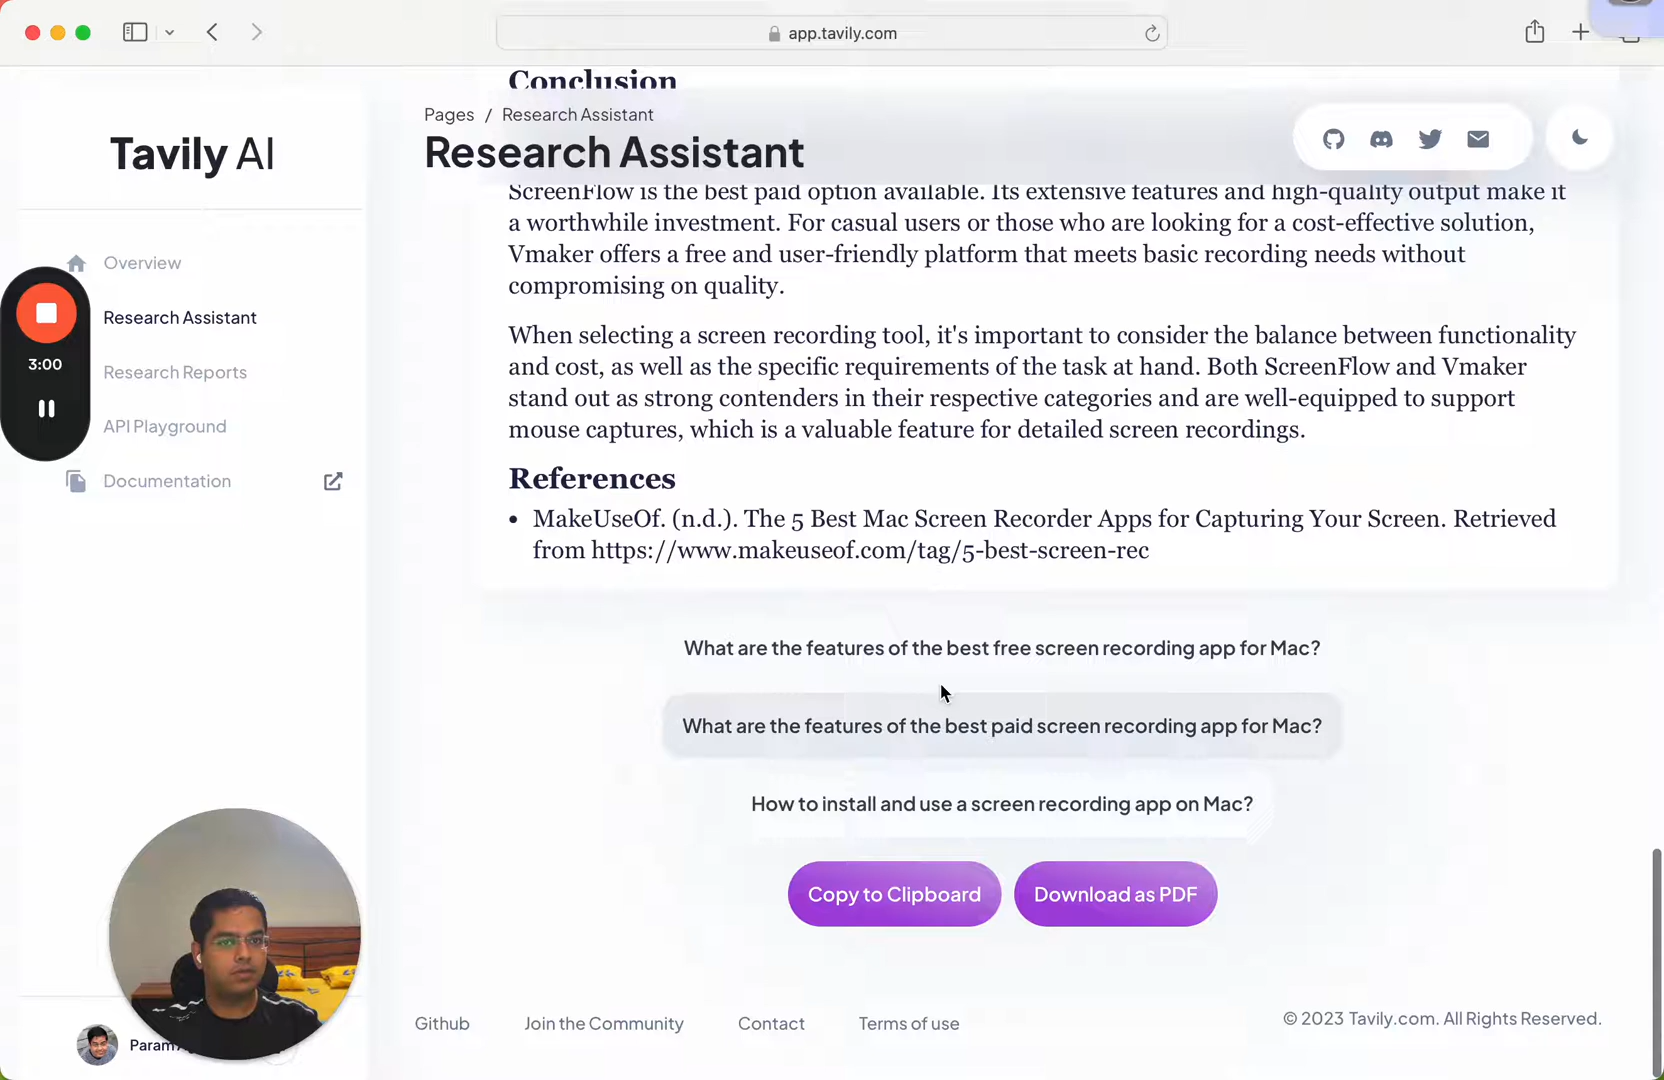 app.tavily.com
Tavily AI
Overview
Research Assistant
3:00
Research Reports
API Playground
Documentation
Param
Conclusion
Pages / Research Assistant
Research Assistant
ScreenFlow is the best paid option available. Its extensive features and high-quality output make it
a worthwhile investment. For casual users or those who are looking for a cost-effective solution,
Vmaker offers a free and user-friendly platform that meets basic recording needs without
compromising on quality.
When selecting a screen recording tool, it's important to consider the balance between functionality
and cost, as well as the specific requirements of the task at hand. Both ScreenFlow and Vmaker
stand out as strong contenders in their respective categories and are well-equipped to support
mouse captures, which is a valuable feature for detailed screen recordings.
References
• MakeUseOf. (n.d.). The 5 Best Mac Screen Recorder Apps for Capturing Your Screen. Retrieved
from https://www.makeuseof.com/tag/5-best-screen-rec
What are the features of the best free screen recording app for Mac?
What are the features of the best paid screen recording app for Mac?
How to install and use a screen recording app on Mac?
Copy to Clipboard
Download as PDF
Github
Join the Community
Contact
Terms of use
© 2023 Tavily.com. All Rights Reserved.